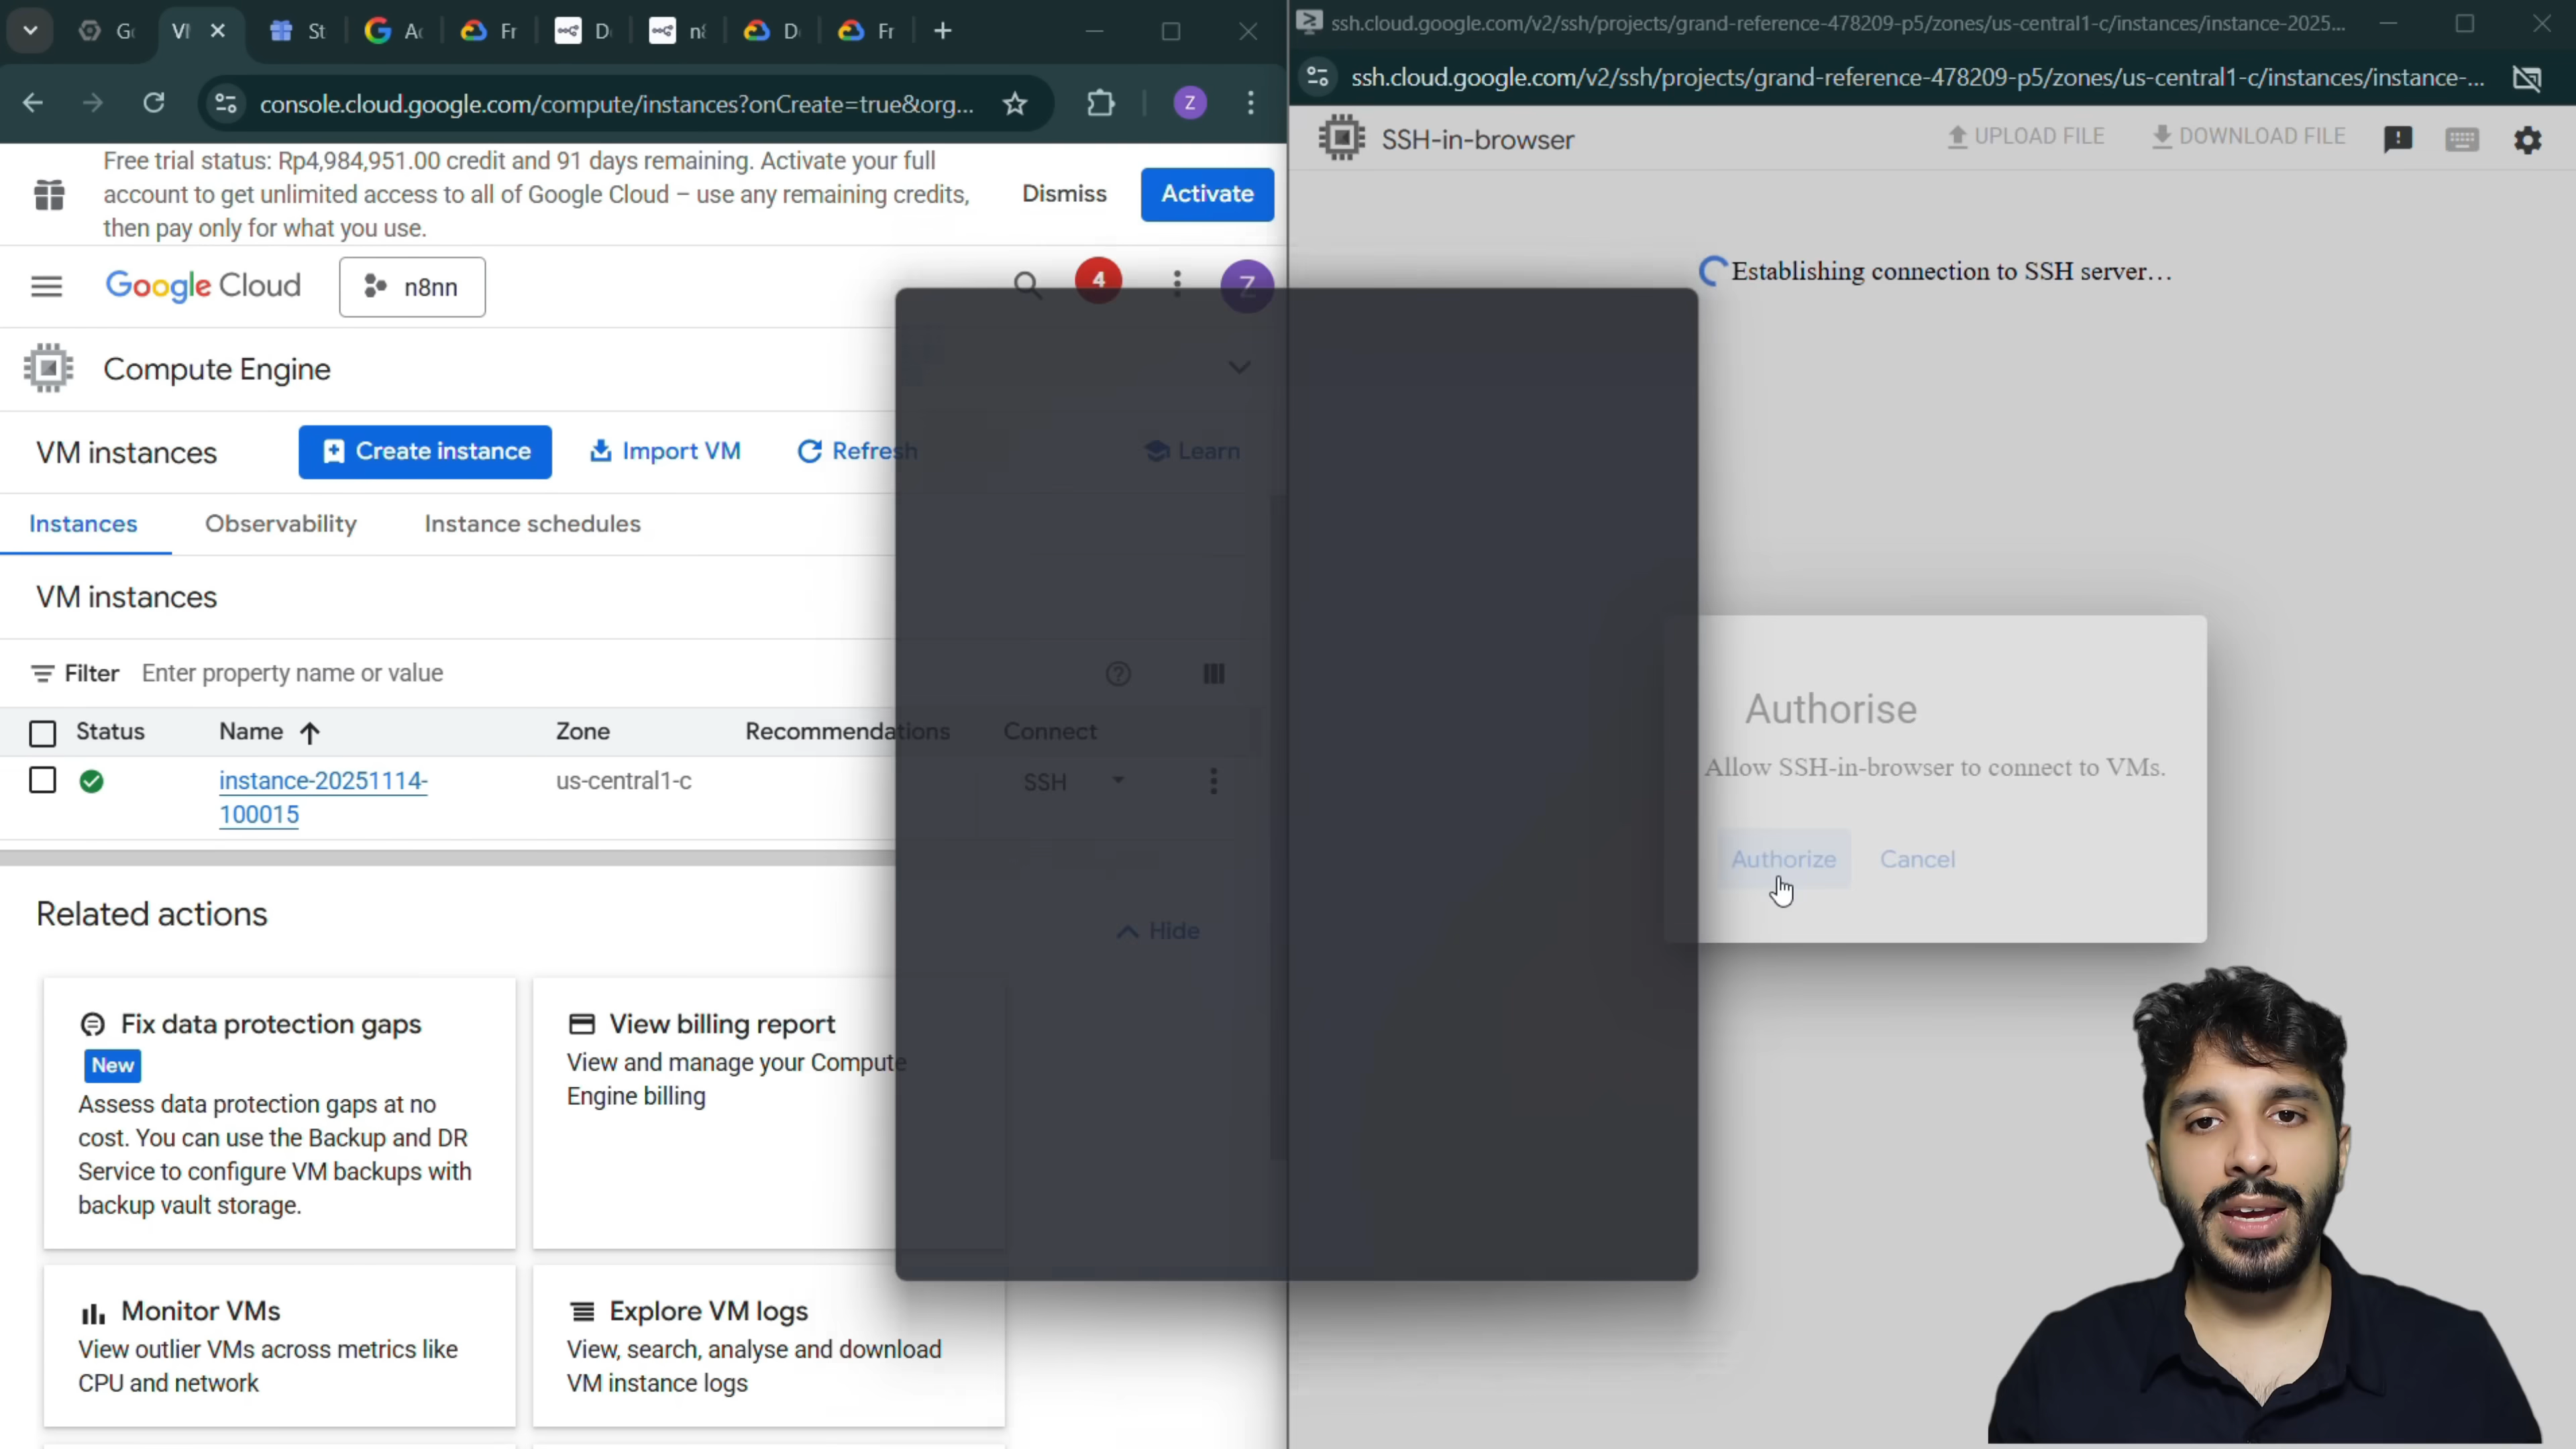 G
VI
St
A
Fr
D
n8
D
Fr
console.cloud.google.com/compute/instances?onCreate=true&org...
Z
Free trial status: Rp4,984,951.00 credit and 91 days remaining. Activate your full
account to get unlimited access to all of Google Cloud – use any remaining credits,
then pay only for what you use.
Dismiss
Activate
Google Cloud
n8nn
4
Z
Compute Engine
VM instances
Create instance
Import VM
Refresh
Learn
Instances
Observability
Instance schedules
VM instances
Filter
Enter property name or value
Status
Name
Zone
Recommendations
Connect
instance-20251114-
100015
us-central1-c
SSH
Hide
Related actions
Fix data protection gaps
New
Assess data protection gaps at no
cost. You can use the Backup and DR
Service to configure VM backups with
backup vault storage.
View billing report
View and manage your Compute
Engine billing
Monitor VMs
View outlier VMs across metrics like
CPU and network
Explore VM logs
View, search, analyse and download
VM instance logs
ssh.cloud.google.com/v2/ssh/projects/grand-reference-478209-p5/zones/us-central1-c/instances/instance-2025...
ssh.cloud.google.com/v2/ssh/projects/grand-reference-478209-p5/zones/us-central1-c/instances/instance-...
SSH-in-browser
UPLOAD FILE
DOWNLOAD FILE
Establishing connection to SSH server...
Authorise
Allow SSH-in-browser to connect to VMs.
Authorize
Cancel